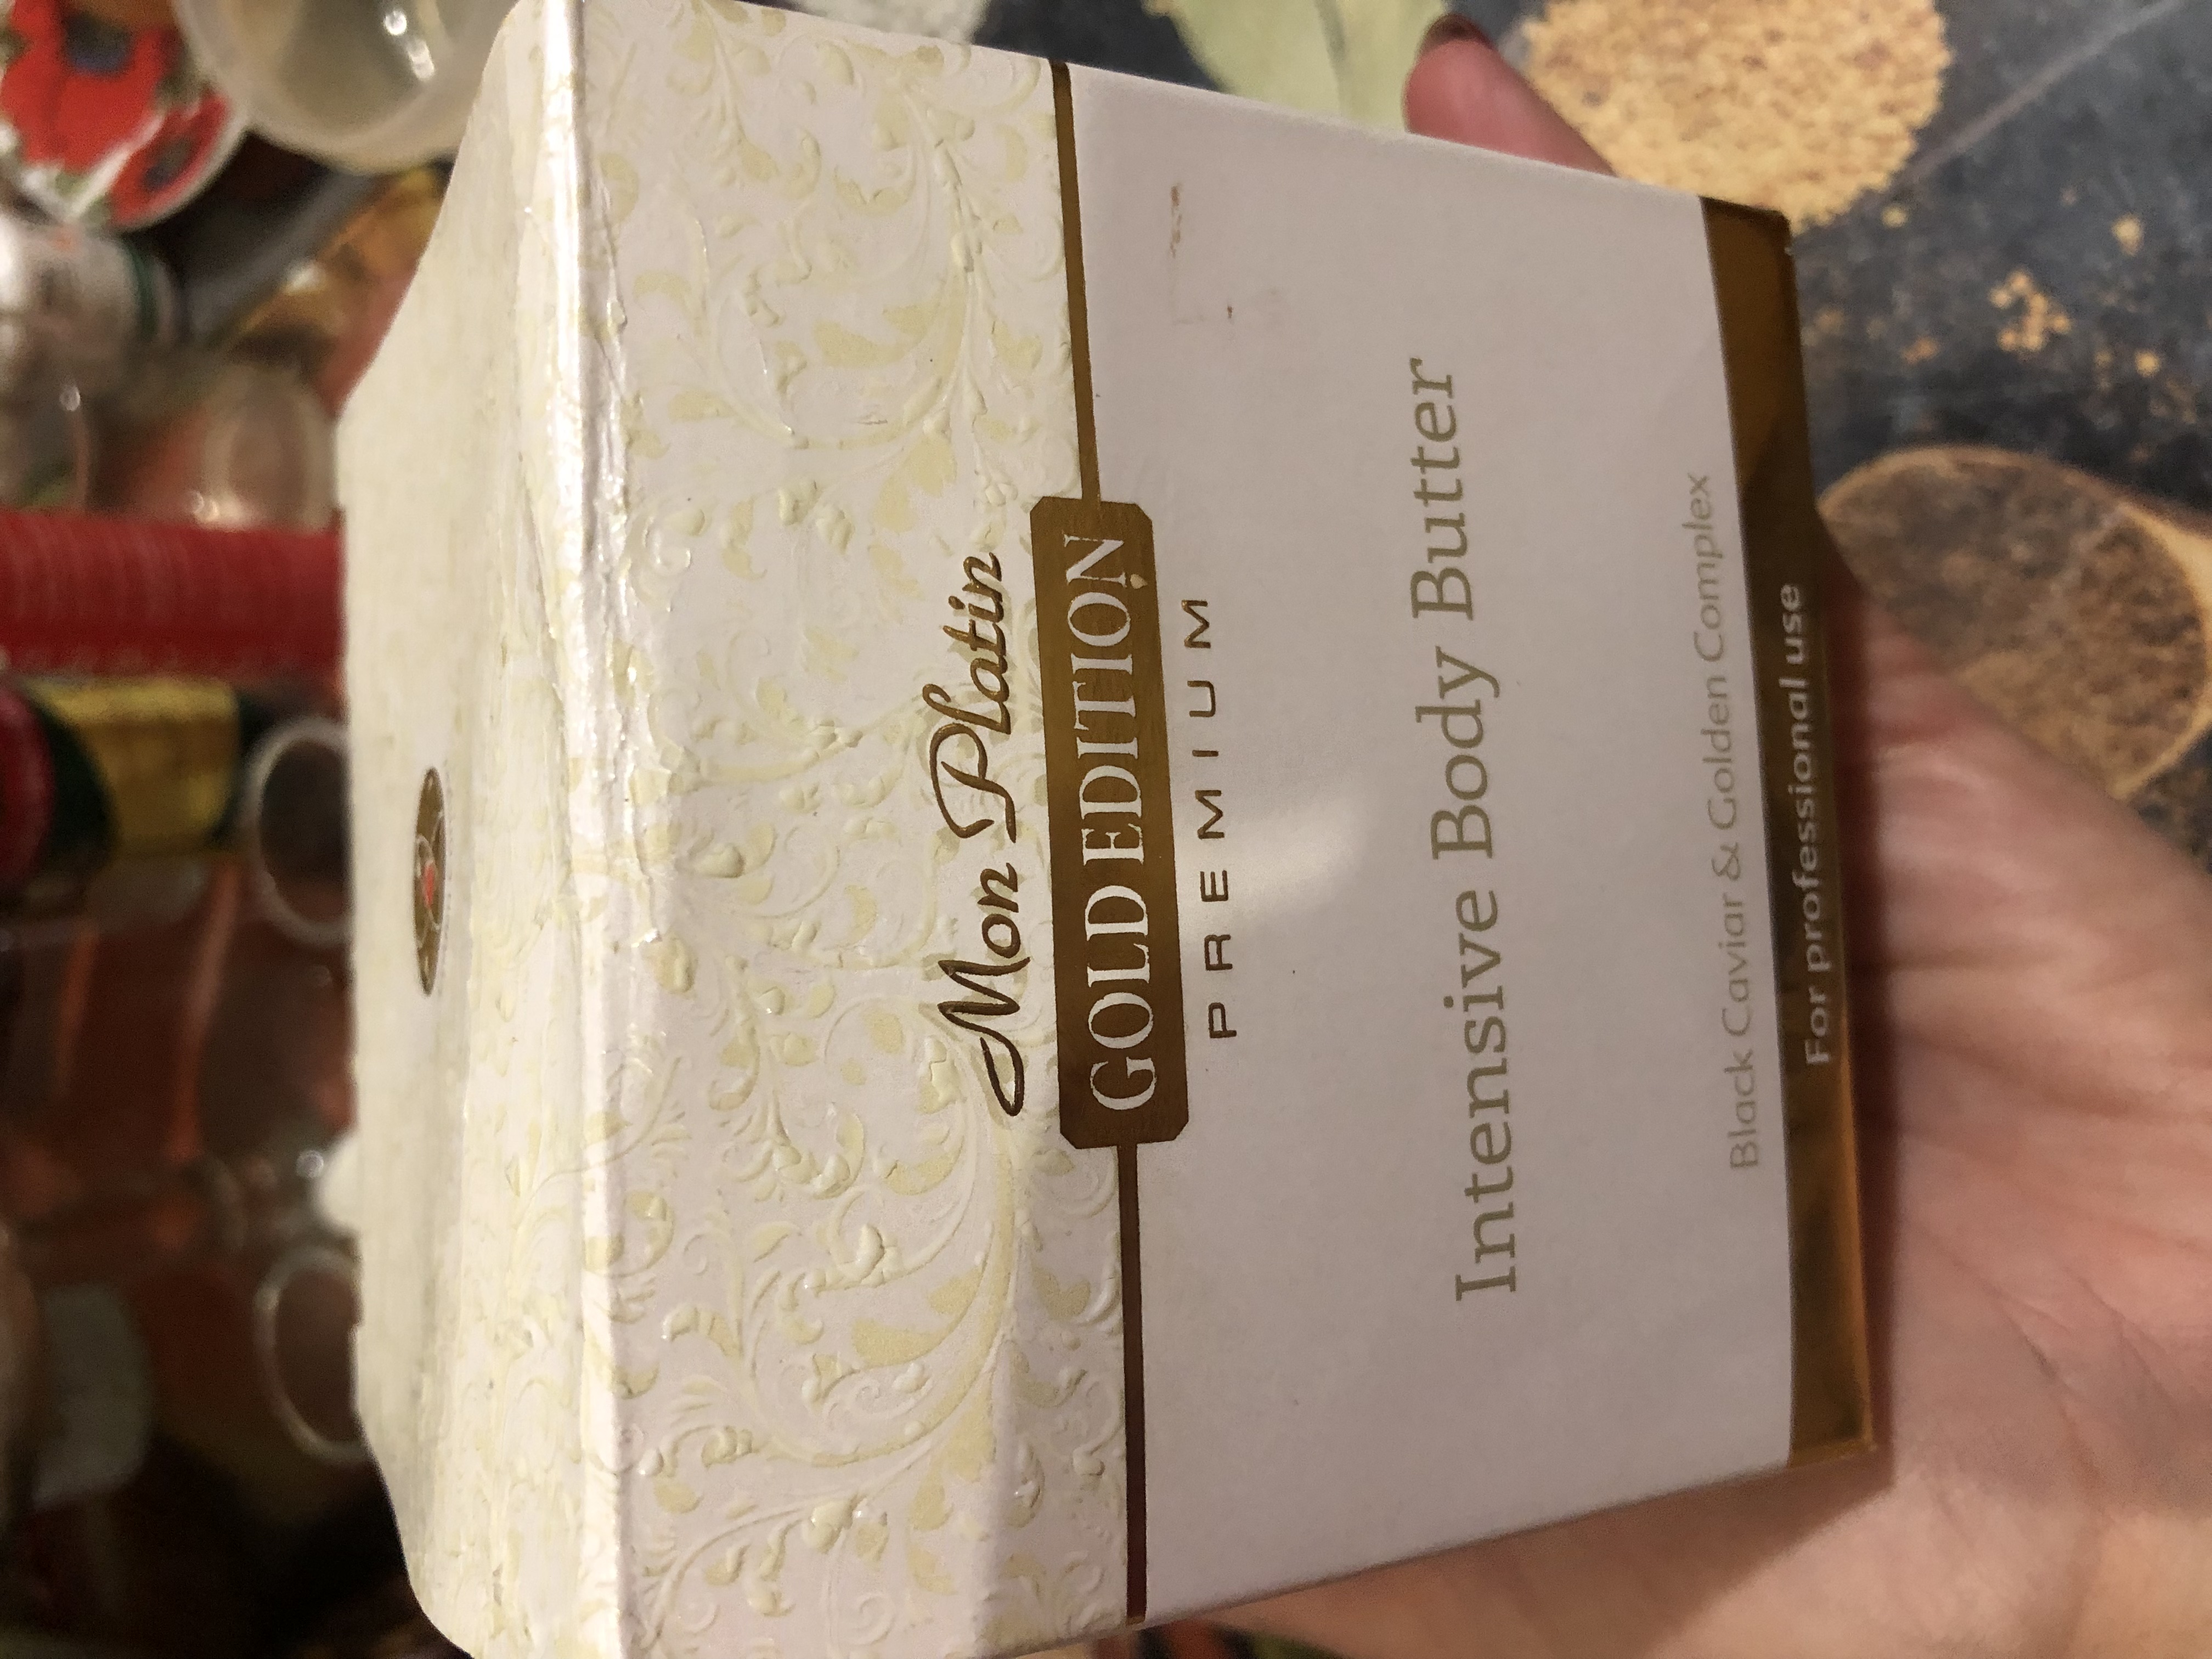 Mon Platin
GOLD EDITION
PREMIUM
Intensive Body Butter
Black Caviar & Golden Complex
For professional use